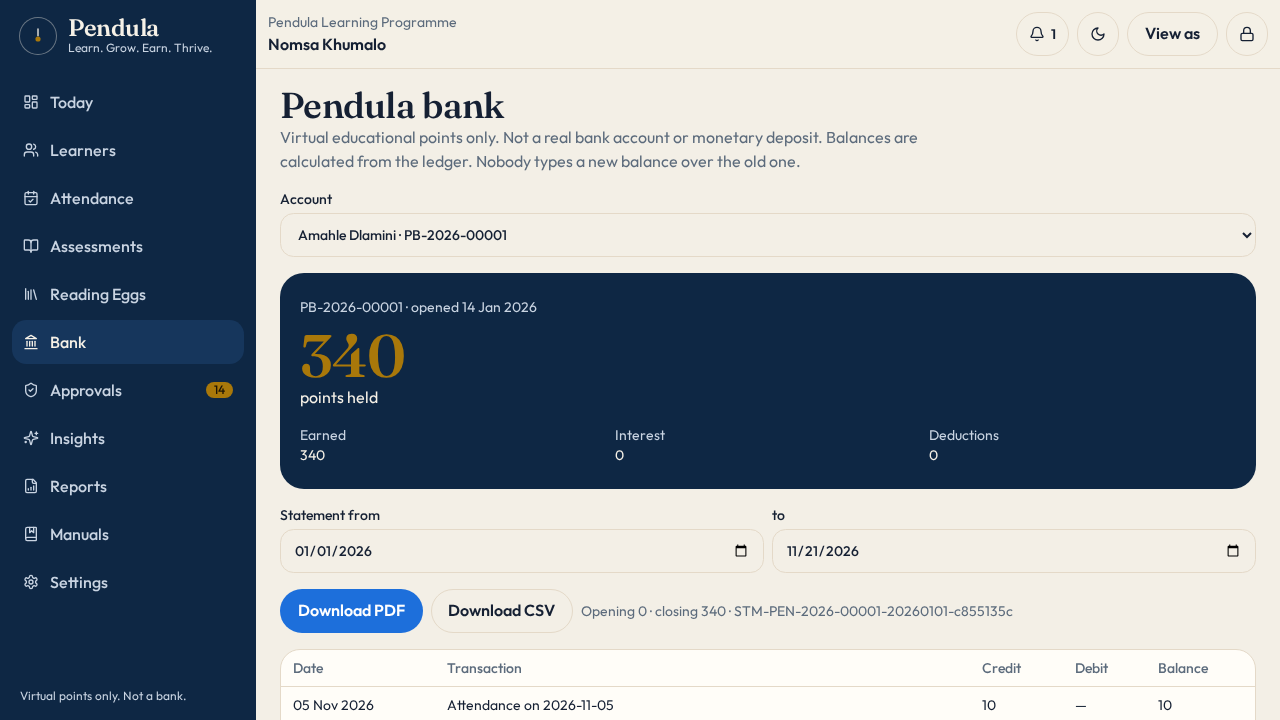 Pendula
Learn. Grow. Earn. Thrive.
Today
Learners
Attendance
Assessments
Reading Eggs
Bank
Approvals 14
Insights
Reports
Manuals
Settings
Virtual points only. Not a bank.
Pendula Learning Programme
Nomsa Khumalo
1
View as
Pendula bank
Virtual educational points only. Not a real bank account or monetary deposit. Balances are
calculated from the ledger. Nobody types a new balance over the old one.
Account
Amahle Dlamini · PB-2026-00001
PB-2026-00001 · opened 14 Jan 2026
340
points held
Earned Interest Deductions
340 0 0
Statement from to
01/01/2026 11/21/2026
Download PDF Download CSV Opening 0 · closing 340 · STM-PEN-2026-00001-20260101-c855135c
Date Transaction Credit Debit Balance
05 Nov 2026 Attendance on 2026-11-05 10 — 10